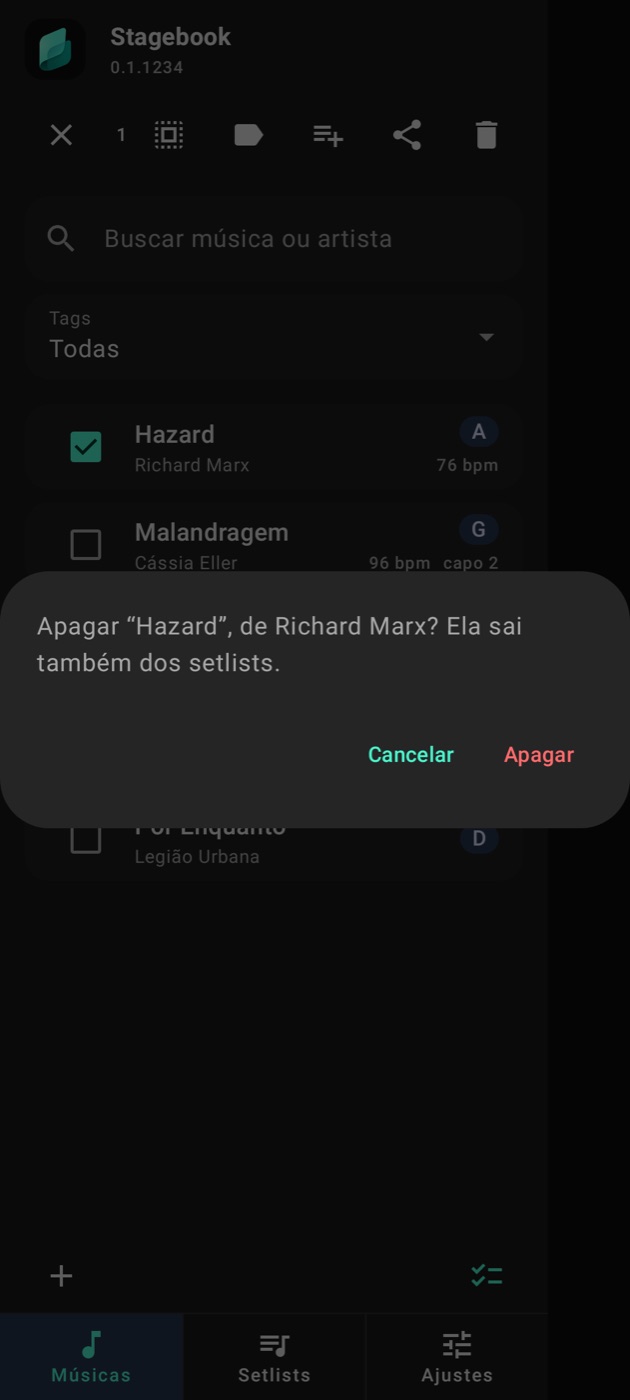 Stagebook
0.1.1234
1
Buscar música ou artista
Tags
Todas
Hazard
A
Richard Marx
76 bpm
Malandragem
G
Cássia Eller
96 bpm capo 2
Apagar “Hazard”, de Richard Marx? Ela sai
também dos setlists.
Cancelar
Apagar
Por Enquanto
D
Legião Urbana
Músicas
Setlists
Ajustes